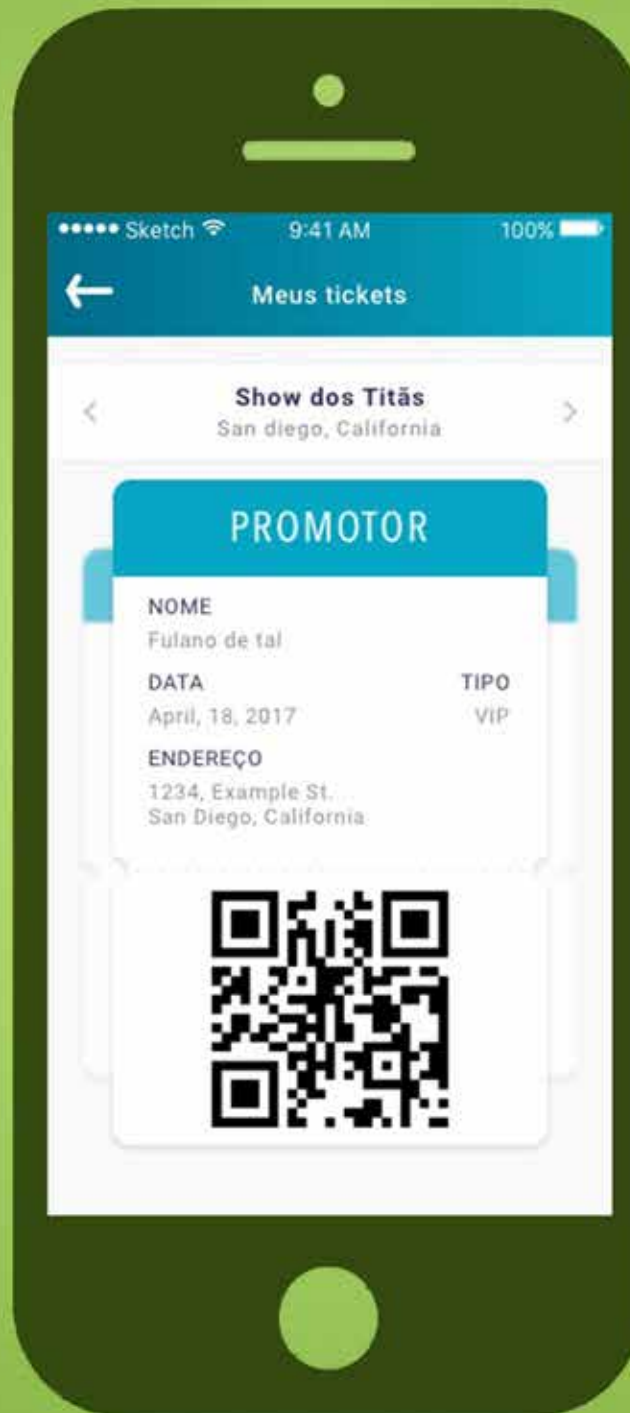 Sketch 9:41 AM 100%
Meus tickets
Show dos Titãs
San diego, California
PROMOTOR
NOME
Fulano de tal
DATA TIPO
April, 18, 2017 VIP
ENDEREÇO
1234, Example St.
San Diego, California